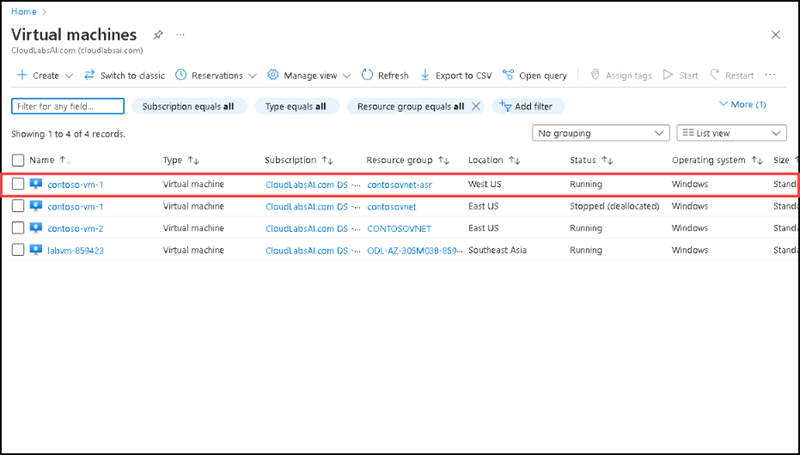 Home >
Virtual machines
CloudLabsAI.com (cloudlabsai.com)
Create Switch to classic Reservations Manage view Refresh Export to CSV Open query Assign tags Start Restart ...
Filter for any field... Subscription equals all Type equals all Resource group equals all Add filter More (1)
Showing 1 to 4 of 4 records. No grouping List view
Name Type Subscription Resource group Location Status Operating system Size
contoso-vm-1 Virtual machine CloudLabsAI.com DS -... contosovnet-asr West US Running Windows Stand
contoso-vm-1 Virtual machine CloudLabsAI.com DS -... contosovnet East US Stopped (deallocated) Windows Standa
contoso-vm-2 Virtual machine CloudLabsAI.com DS -... CONTOSOVNET East US Running Windows Standa
labvm-859423 Virtual machine CloudLabsAI.com DS -... ODL-AZ-305M03B-859... Southeast Asia Running Windows Standa